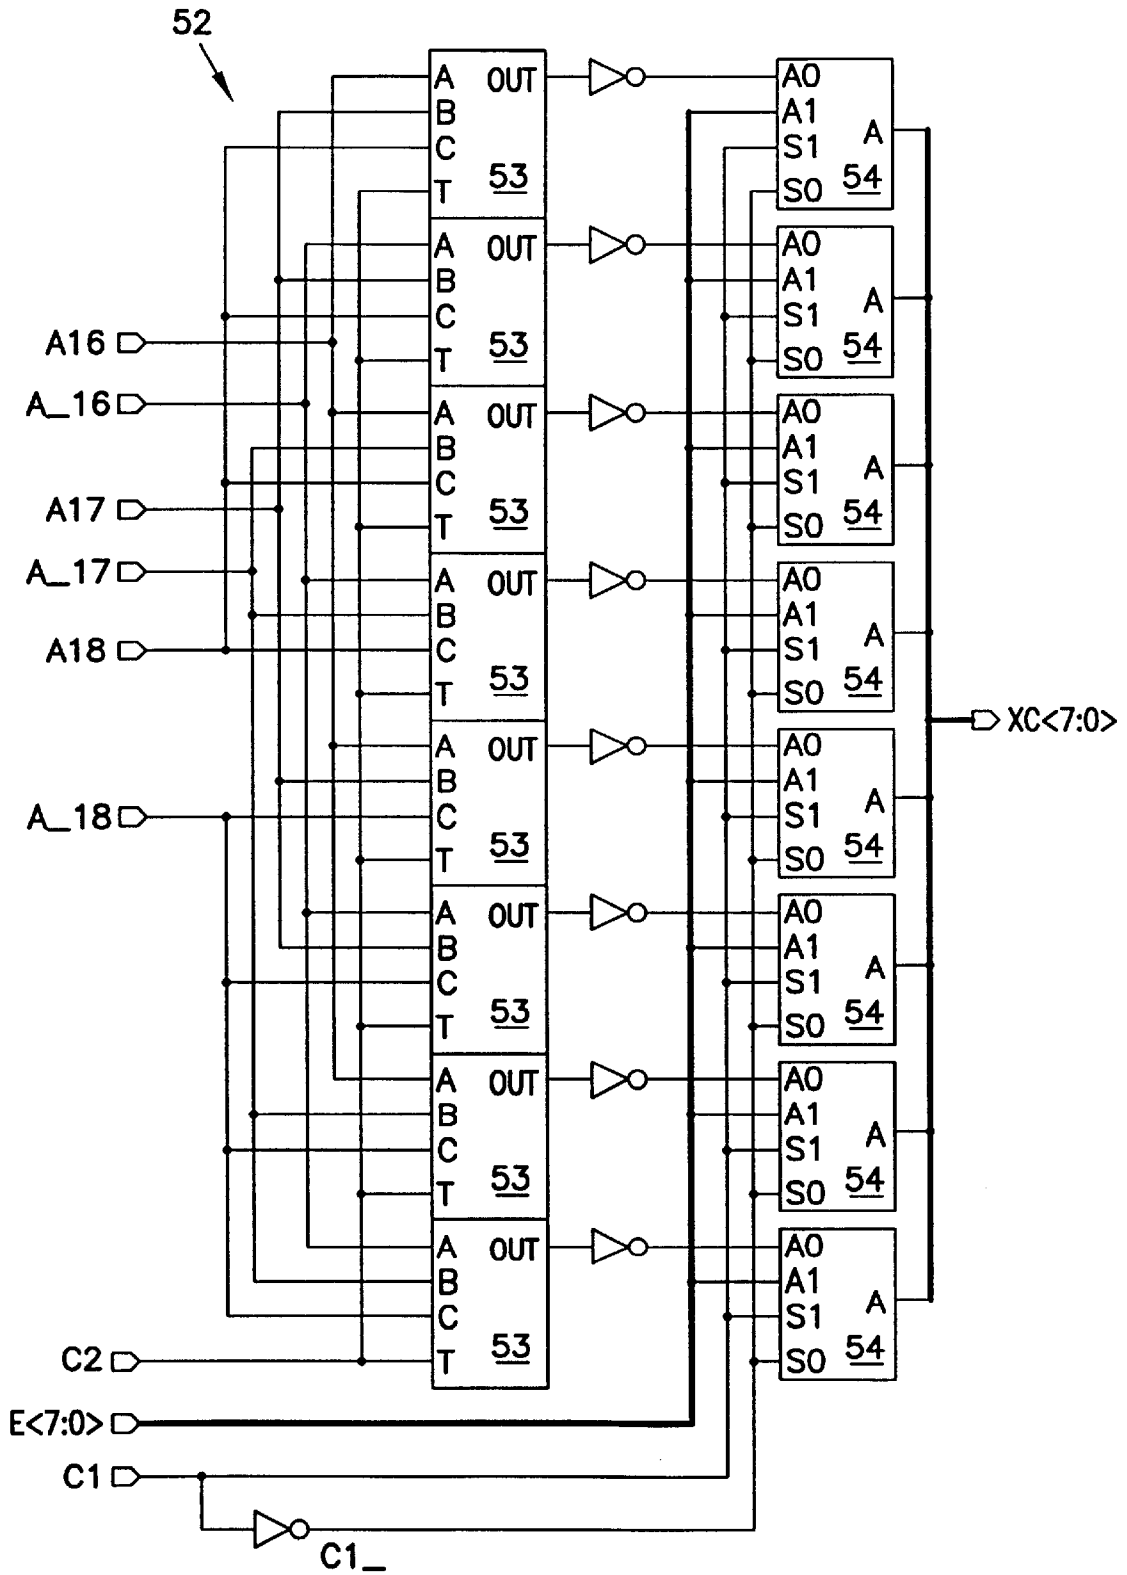 52
A OUT A0
B A1 A
C S1
T 53 S0 54
A OUT A0
B A1 A
C S1
A16 T 53 S0 54
A_16 A OUT A0
B A1 A
C S1
A17 T 53 S0 54
A_17 A OUT A0
B A1 A
A18 C S1
T 53 S0 54
XC<7:0>
A OUT A0
B A1 A
A_18 C S1
T 53 S0 54
A OUT A0
B A1 A
C S1
T 53 S0 54
A OUT A0
B A1 A
C S1
T 53 S0 54
A OUT A0
B A1 A
C S1
C2 T 53 S0 54
E<7:0>
C1
C1_